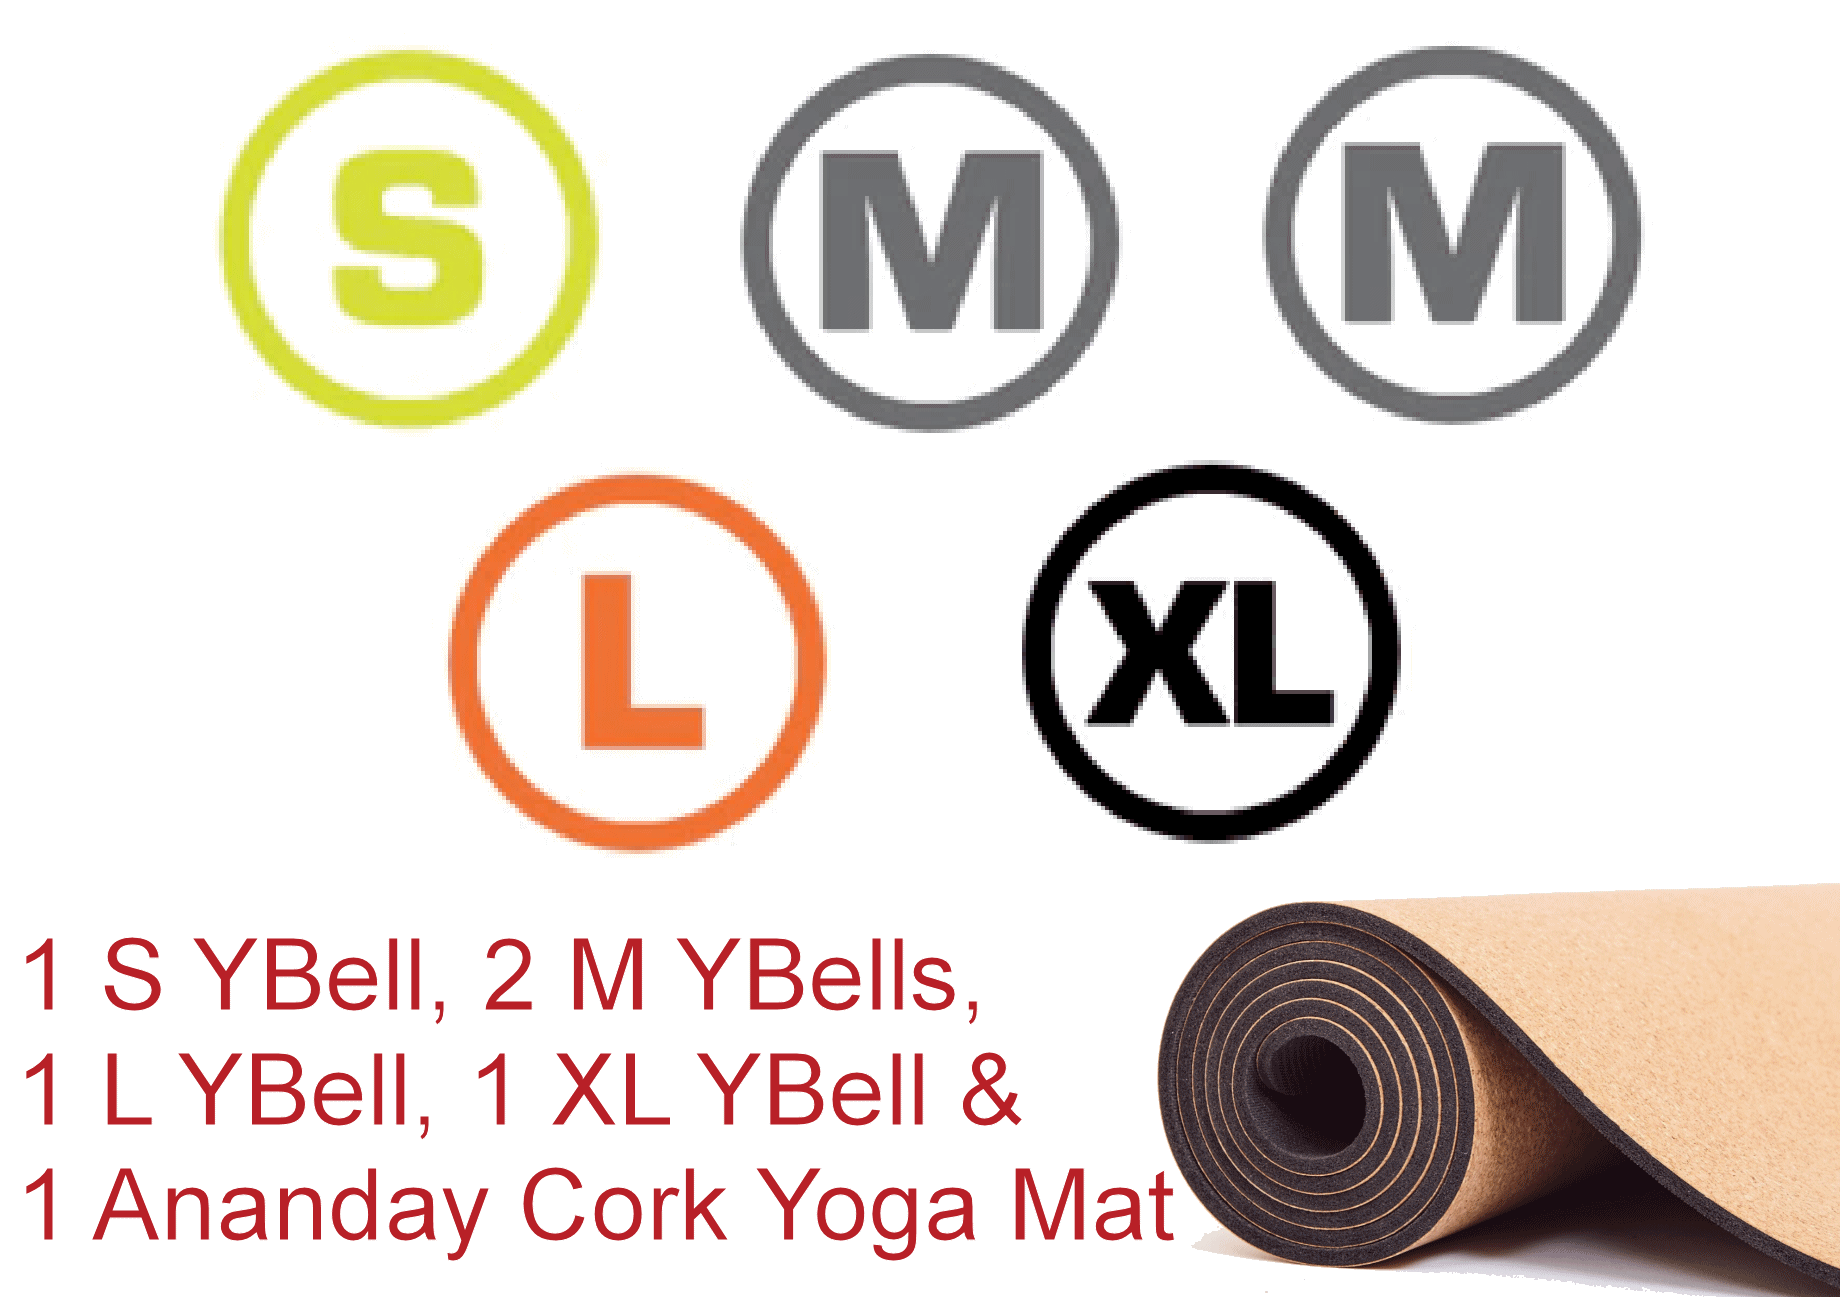 S M M
L XL
1 S YBell, 2 M YBells,
1 L YBell, 1 XL YBell &
1 Ananday Cork Yoga Mat